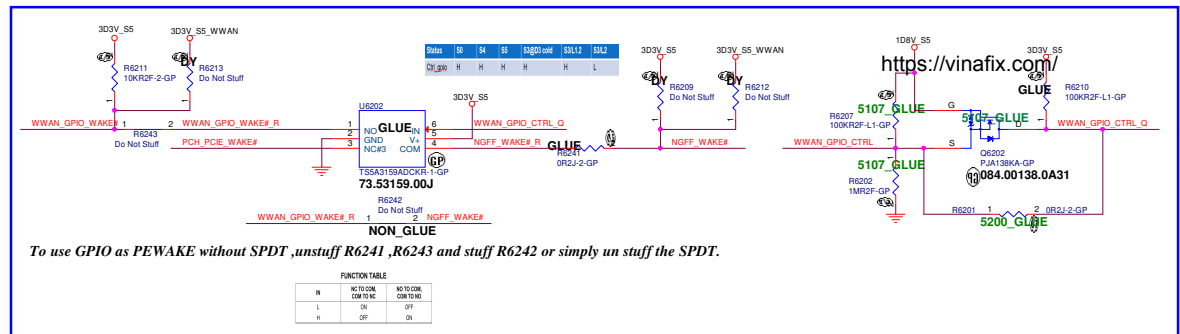 3D3V_S5
3D3V_S5_WWAN
DY
R6211
10KR2F-2-GP
R6213
Do Not Stuff
WWAN_GPIO_WAKE#
1
2
WWAN_GPIO_WAKE#_R
R6243
Do Not Stuff
PCH_PCIE_WAKE#
U6202
1
2
3
NO
GND
NC#3
GLUE
IN
V+
COM
6
5
4
GP
TS5A3159ADCKR-1-GP
73.53159.00J
3D3V_S5
WWAN_GPIO_CTRL_Q
NGFF_WAKE#_R
Status S0 S4 S5 S3@D3 cold S3/L1.2 S3/L2
Ctrl_gpio H H H H H L
3D3V_S5
3D3V_S5_WWAN
DY
DY
R6209
Do Not Stuff
R6212
Do Not Stuff
GLUE
R6241
0R2J-2-GP
NGFF_WAKE#
1D8V_S5
3D3V_S5
https://vinafix.com/
GLUE
R6210
100KR2F-L1-GP
5107_GLUE
R6207
100KR2F-L1-GP
G
5107_GLUE
D
WWAN_GPIO_CTRL_Q
WWAN_GPIO_CTRL
S
5107_GLUE
Q6202
PJA138KA-GP
084.00138.0A31
R6202
1MR2F-GP
R6201
1
2
0R2J-2-GP
5200_GLUE
R6242
Do Not Stuff
WWAN_GPIO_WAKE#_R
1
2
NGFF_WAKE#
NON_GLUE
To use GPIO as PEWAKE without SPDT ,unstuff R6241 ,R6243 and stuff R6242 or simply un stuff the SPDT.
FUNCTION TABLE
IN
NC TO COM, COM TO NC
NO TO COM, COM TO NO
L ON OFF
H OFF ON